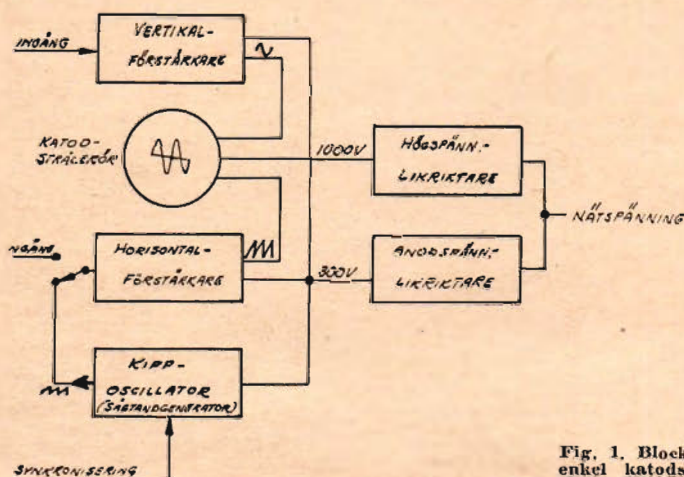 INGÅNG
VERTIKAL-
FÖRSTÄRKARE
KATOD-
STRÅLERÖR
1000V
HÖGSPÄNN.-
LIKRIKTARE
NÄTSPÄNNING
NGÅNG
HORISONTAL-
FÖRSTÄRKARE
300V
ANODSPÄNN.-
LIKRIKTARE
KIPP-
OSCILLATOR
(SÅGTANDGENERATOR)
SYNKRONISERING
Fig. 1. Block
enkel katods